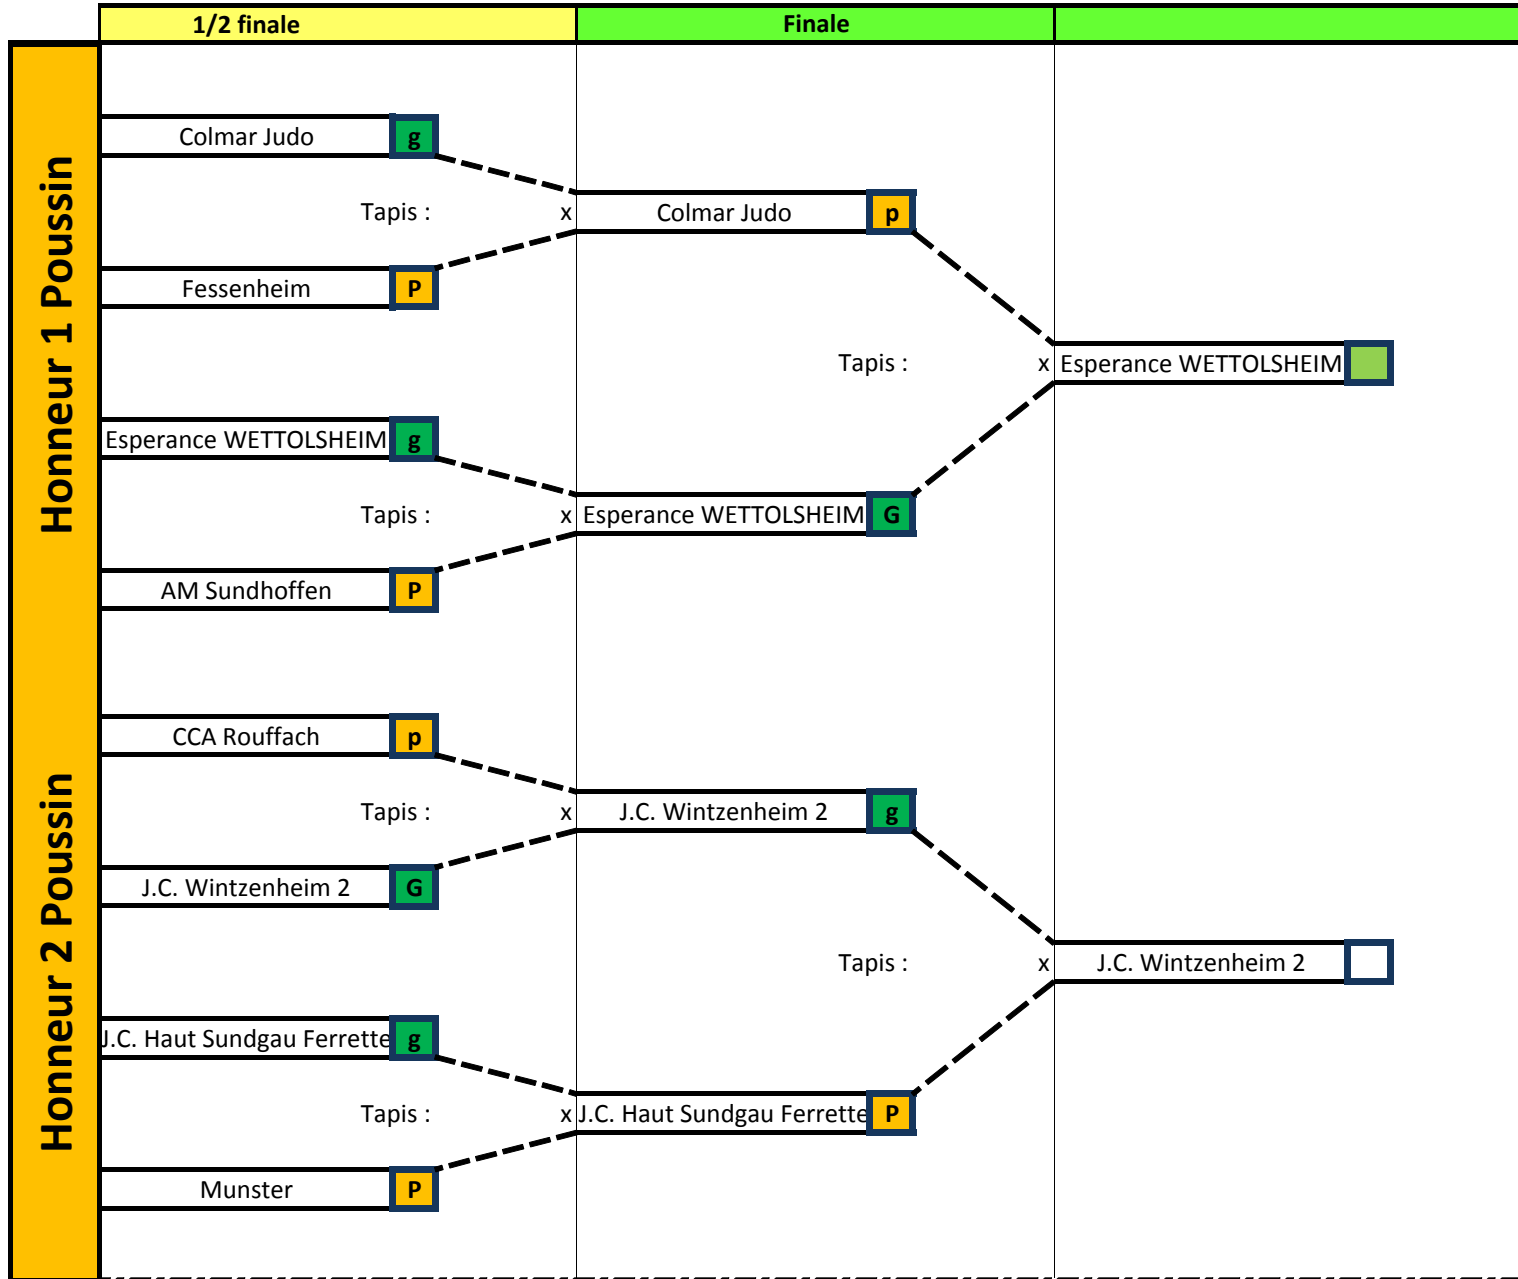 1/2 finale
Finale
Honneur 1 Poussin
Colmar Judo g
Tapis : x
Colmar Judo p
Fessenheim P
Tapis : x
Esperance WETTOLSHEIM
Esperance WETTOLSHEIM g
Tapis : x
Esperance WETTOLSHEIM G
AM Sundhoffen P
Honneur 2 Poussin
CCA Rouffach p
Tapis : x
J.C. Wintzenheim 2 g
J.C. Wintzenheim 2 G
Tapis : x
J.C. Wintzenheim 2
J.C. Haut Sundgau Ferrette g
Tapis : x
J.C. Haut Sundgau Ferrette P
Munster P